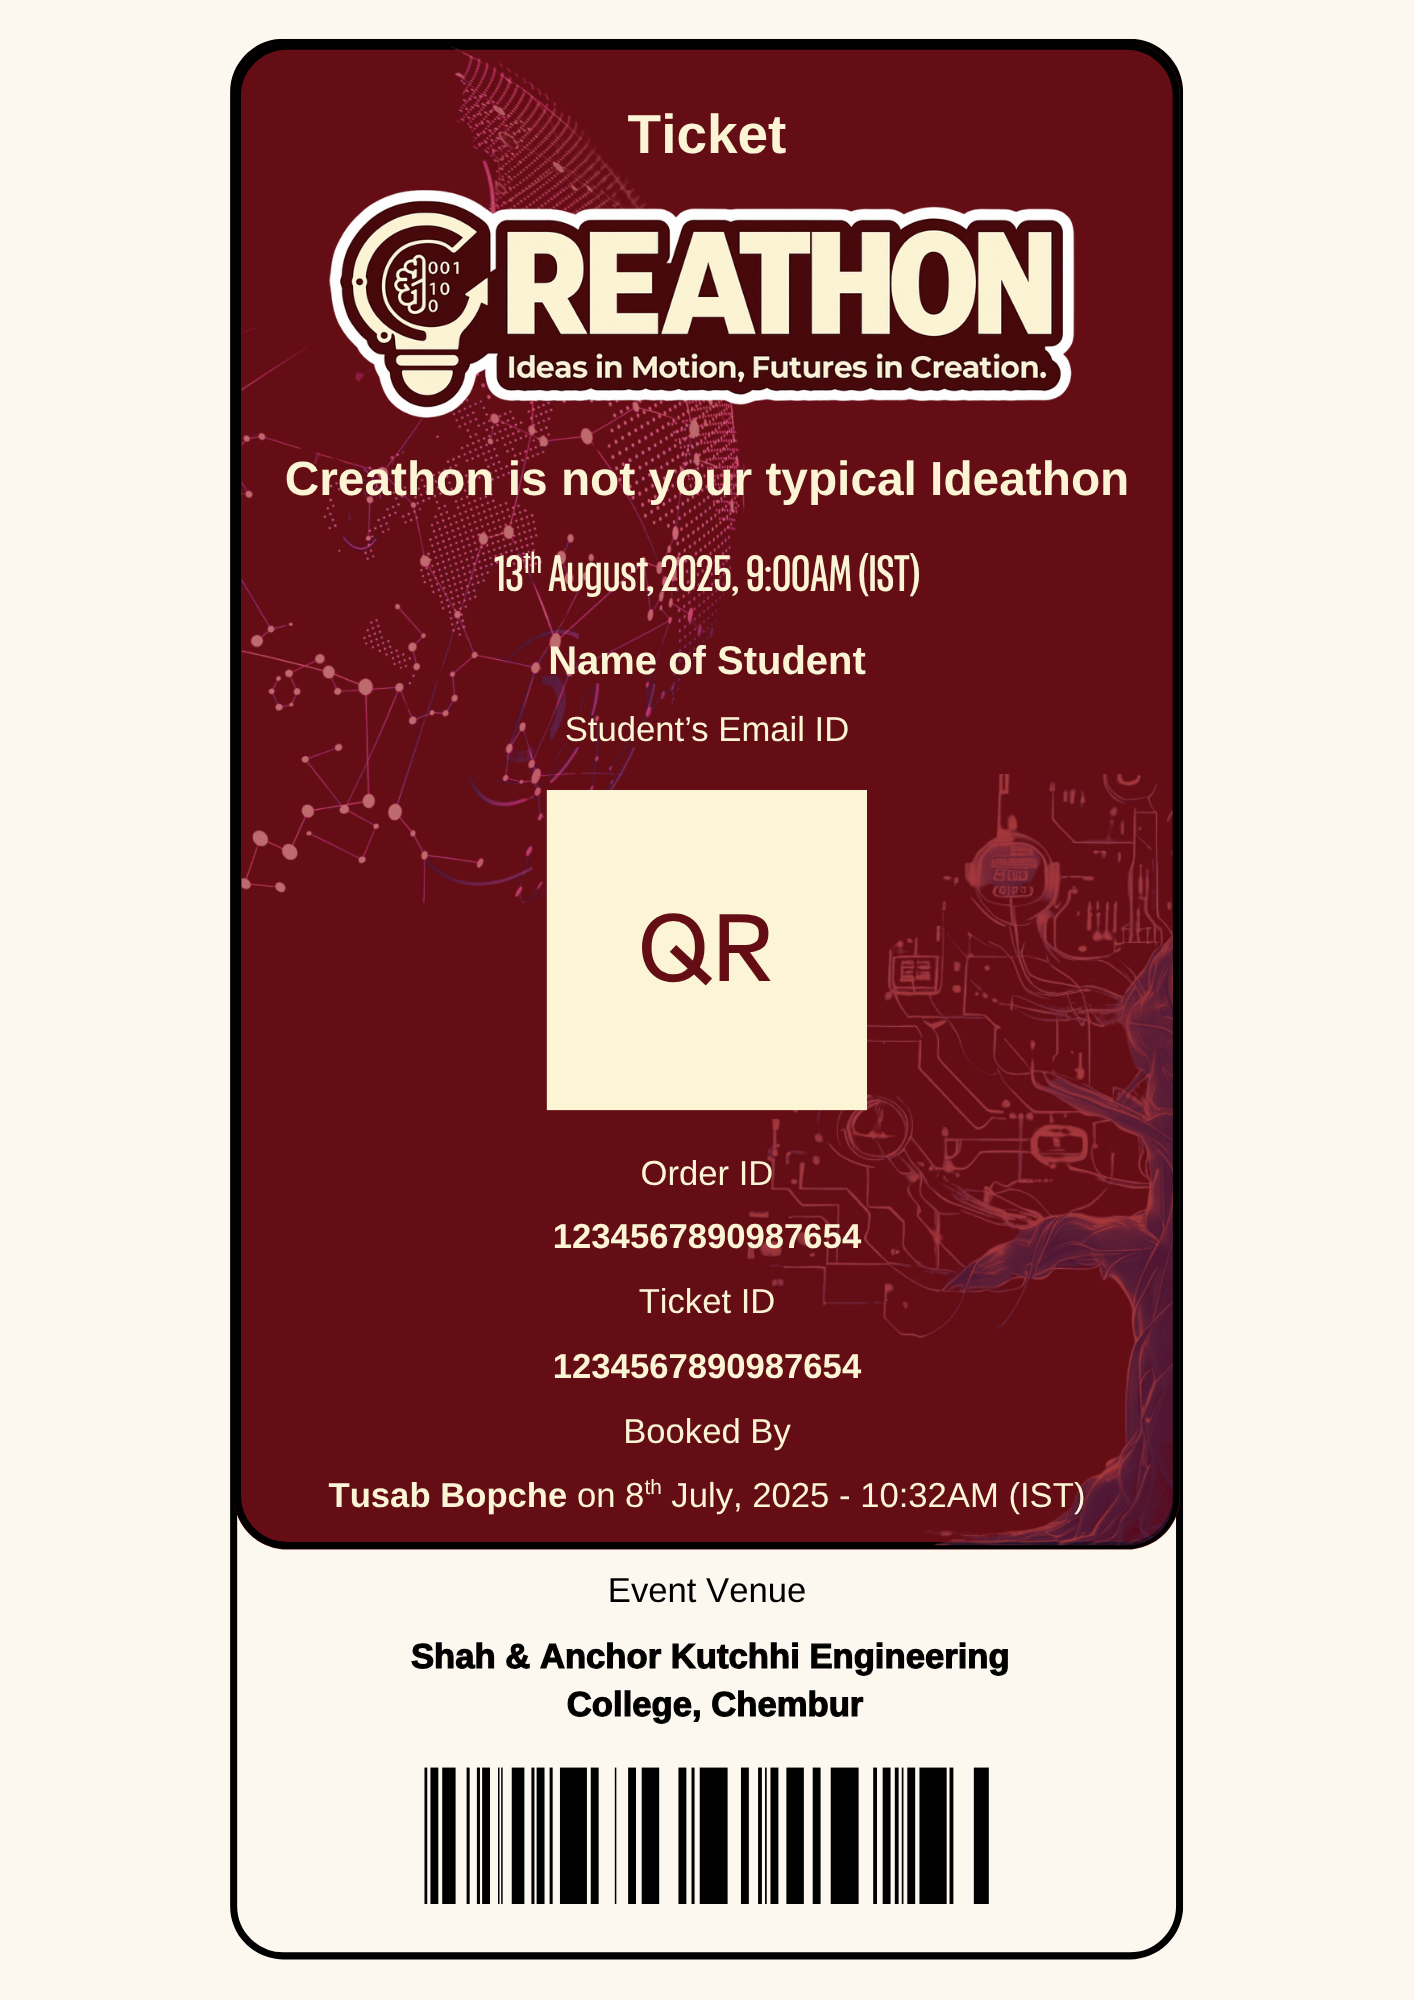 Ticket
CREATHON
001
10
0
Ideas in Motion, Futures in Creation.
Creathon is not your typical Ideathon
13th August, 2025, 9:00AM (IST)
Name of Student
Student’s Email ID
QR
Order ID
1234567890987654
Ticket ID
1234567890987654
Booked By
Tusab Bopche on 8th July, 2025 - 10:32AM (IST)
Event Venue
Shah & Anchor Kutchhi Engineering
College, Chembur